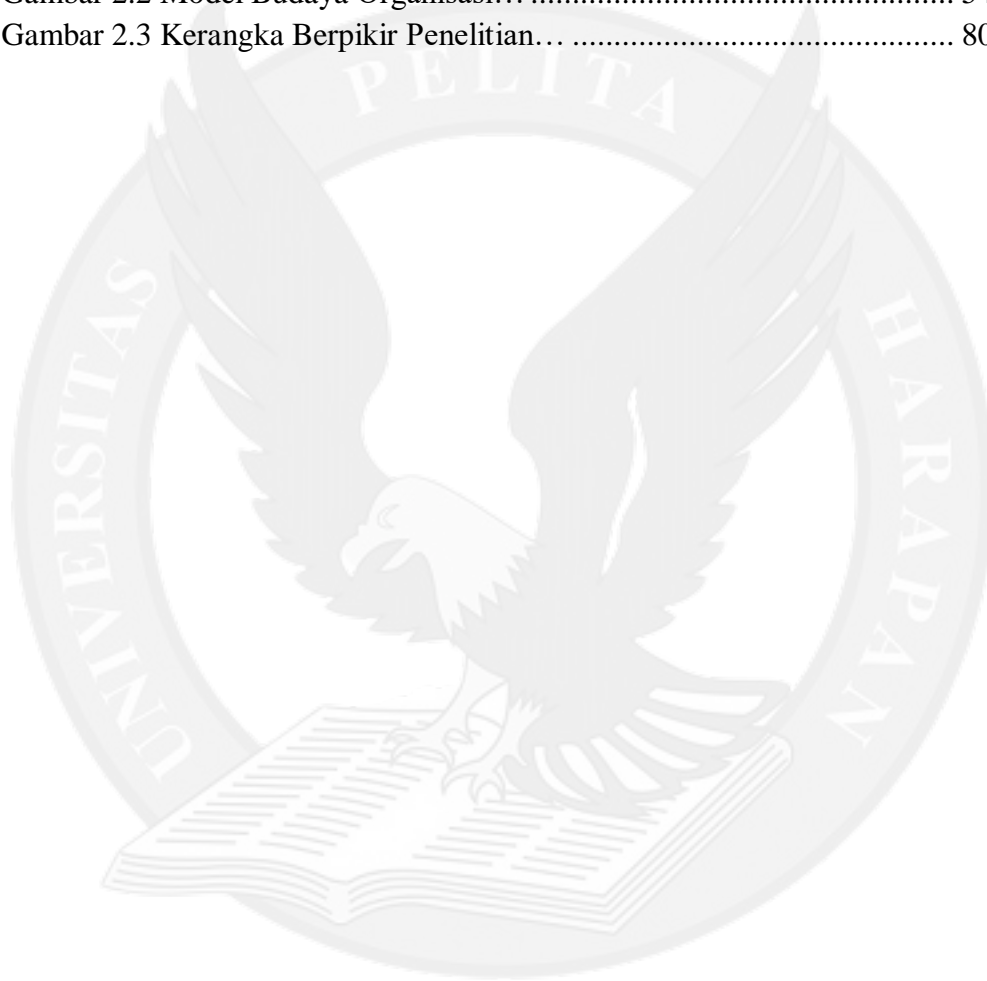 Gambar 2.2 Model Budaya Organisasi… ...........................................
Gambar 2.3 Kerangka Berpikir Penelitian… ....................................... 80
UNIVERSITAS PELITA HARAPAN